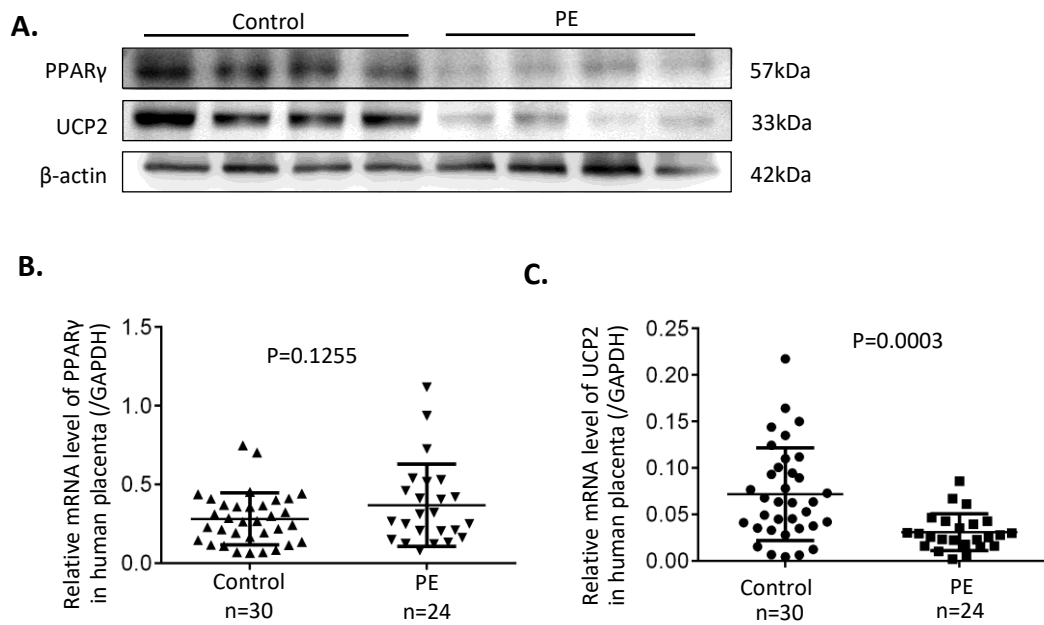 A.
Control
PE
PPARγ
57kDa
UCP2
33kDa
β-actin
42kDa
B.
Relative mRNA level of PPARγ
in human placenta (/GAPDH)
1.5
1.0
0.5
0.0
P=0.1255
Control
PE
n=30
n=24
C.
Relative mRNA level of UCP2
in human placenta (/GAPDH)
0.25
0.20
0.15
0.10
0.05
0.00
P=0.0003
Control
PE
n=30
n=24